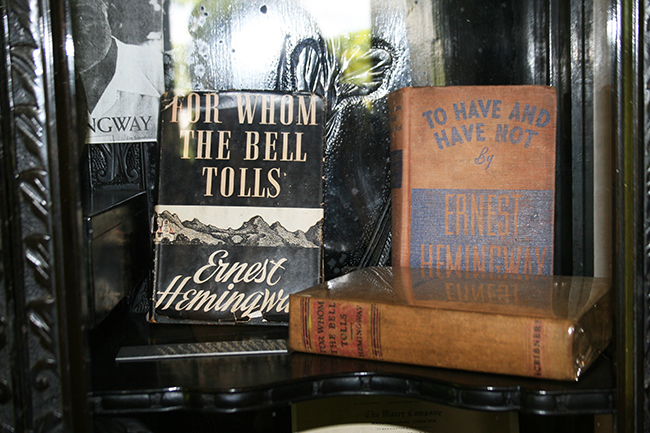 NGWAY
FOR WHOM
THE BELL
TOLLS
Ernest
Hemingway
TO HAVE AND
HAVE NOT
By
ERNEST
HEMINGWAY
FOR WHOM
THE BELL
TOLLS
HEMINGWAY
SCRIBNERS